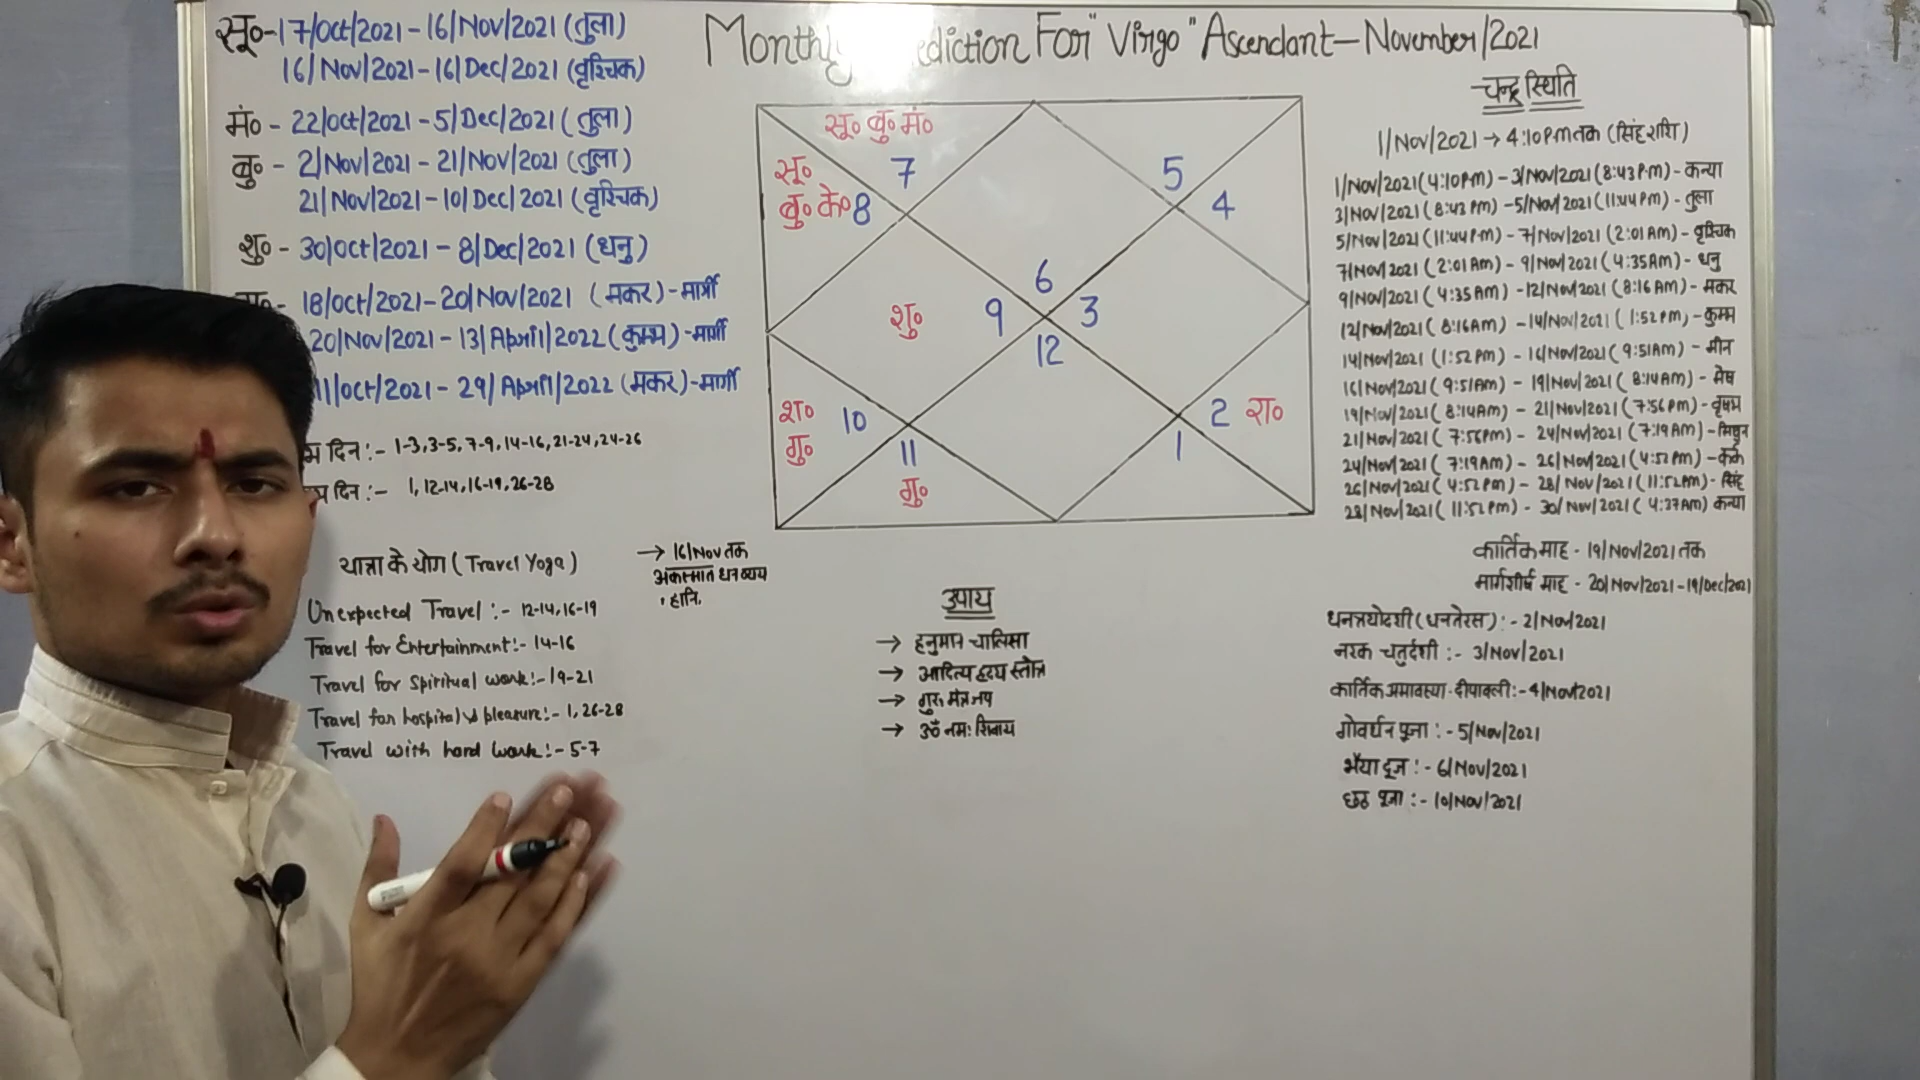 Monthly ediction For "Virgo" Ascendant - November/2021
सू०-17/Oct/2021 - 16/Nov/2021 (तुला)
16/Nov/2021 - 16/Dec/2021 (वृश्चिक)
मं० - 22/Oct/2021 - 5/Dec/2021 (तुला)
बु० - 2/Nov/2021 - 21/Nov/2021 (तुला)
21/Nov/2021 - 10/Dec/2021 (वृश्चिक)
शु० - 30/Oct/2021 - 8/Dec/2021 (धनु)
18/Oct/2021 - 20/Nov/2021 (मकर) - मार्गी
20/Nov/2021 - 13/April/2022 (कुम्भ) - मार्गी
11/Oct/2021 - 29/April/2022 (मकर) - मार्गी
भ दिन :- 1-3, 3-5, 7-9, 14-16, 21-24, 24-26
दिन :- 1, 12-14, 16-19, 26-28
यात्रा के योग (Travel Yoga)
Unexpected Travel :- 12-14, 16-19
Travel for Entertainment :- 14-16
Travel for Spiritual work :- 19-21
Travel for hospital/ pleasure :- 1, 26-28
Travel with hard work :- 5-7
→ 16/Nov तक
अकस्मात धन व्यय
हानि.
सू० बु० मं०
7
सू०
बु० के० 8
5
4
6
शु० 9
3
12
श० 10
गु०
11
गु०
2 रा०
1
उपाय
→ हनुमान चालिसा
→ आदित्य हृदय स्तोत्र
→ गुरु मंत्र जप
→ ॐ नमः शिवाय
चन्द्र स्थिति
1/Nov/2021 → 4:10 PM तक (सिंह राशि)
1/Nov/2021 (4:10 PM) - 3/Nov/2021 (8:43 P.M) - कन्या
3/Nov/2021 (8:43 PM) - 5/Nov/2021 (11:44 PM) - तुला
5/Nov/2021 (11:44 PM) - 7/Nov/2021 (2:01 AM) - वृश्चिक
7/Nov/2021 (2:01 AM) - 9/Nov/2021 (4:35 AM) - धनु
9/Nov/2021 (4:35 AM) - 12/Nov/2021 (8:16 AM) - मकर
12/Nov/2021 (8:16 AM) - 14/Nov/2021 (1:52 PM) - कुम्भ
14/Nov/2021 (1:52 PM) - 16/Nov/2021 (9:51 AM) - मीन
16/Nov/2021 (9:51 AM) - 19/Nov/2021 (8:14 AM) - मेष
19/Nov/2021 (8:14 AM) - 21/Nov/2021 (7:56 PM) - वृषभ
21/Nov/2021 (7:56 PM) - 24/Nov/2021 (7:19 AM) - मिथुन
24/Nov/2021 (7:19 AM) - 26/Nov/2021 (4:52 PM) - कर्क
26/Nov/2021 (4:52 PM) - 28/Nov/2021 (11:52 PM) - सिंह
28/Nov/2021 (11:52 PM) - 30/Nov/2021 (4:37 AM) कन्या
कार्तिक माह - 19/Nov/2021 तक
मार्गशीर्ष माह - 20/Nov/2021 - 19/Dec/2021
धनत्रयोदशी (धनतेरस) : - 2/Nov/2021
नरक चतुर्दशी :- 3/Nov/2021
कार्तिक अमावस्या - दीपावली :- 4/Nov/2021
गोवर्धन पूजा : - 5/Nov/2021
भैया दूज :- 6/Nov/2021
छठ पूजा :- 10/Nov/2021